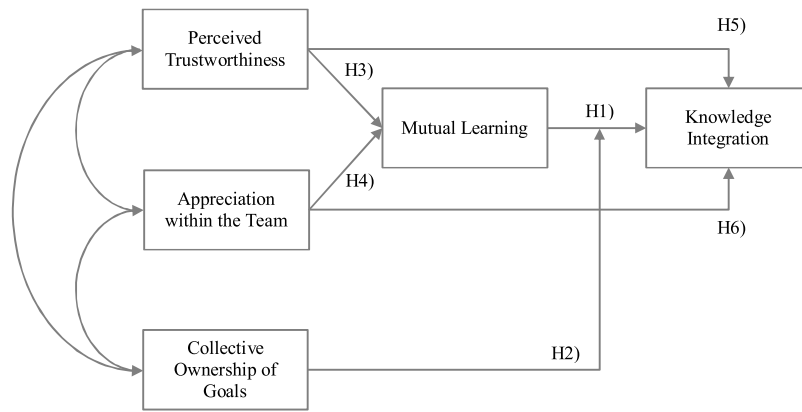 Perceived
Trustworthiness
H5)
H3)
Mutual Learning
H1)
Knowledge
Integration
Appreciation
within the Team
H4)
H6)
Collective
Ownership of
Goals
H2)